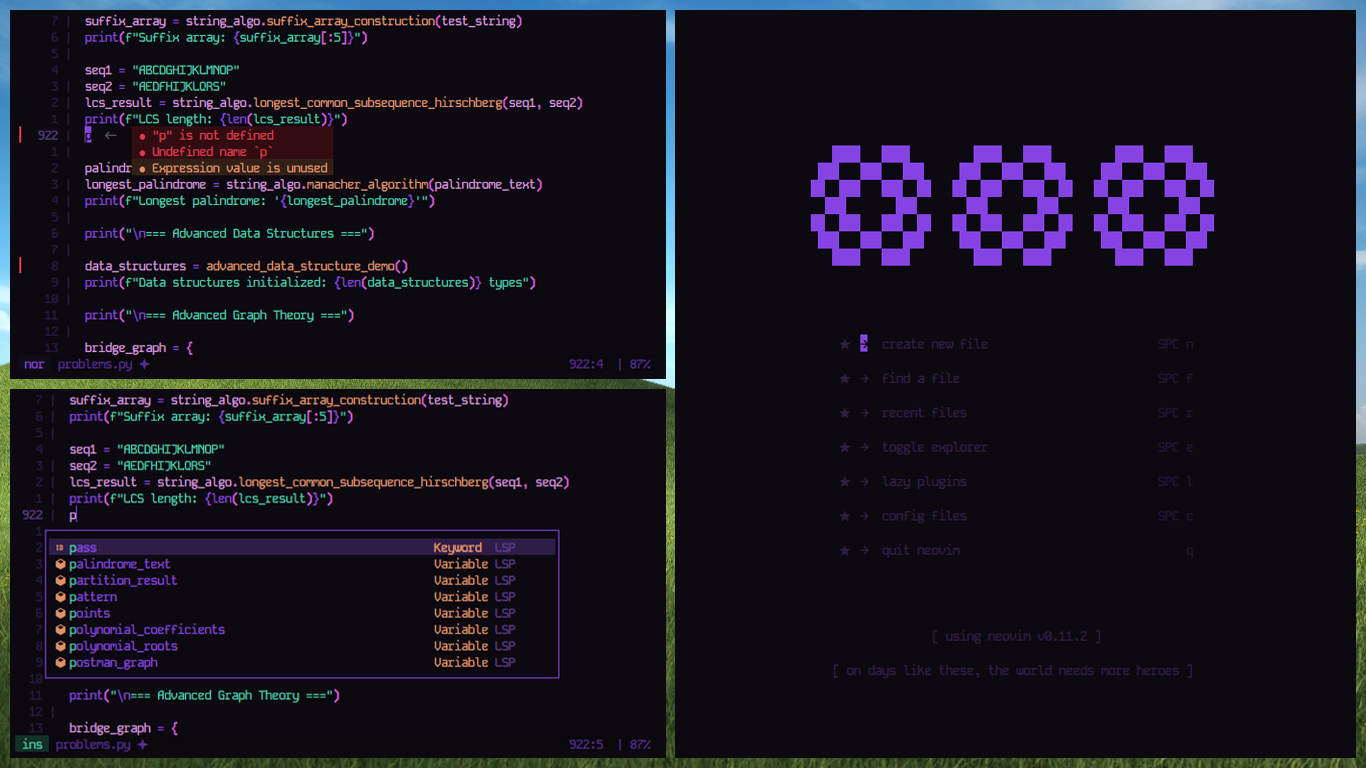 7 | suffix_array = string_algo.suffix_array_construction(test_string)
6 | print(f"Suffix array: {suffix_array[:5]}")
5 |
4 | seq1 = "ABCDGHIJKLMNOP"
3 | seq2 = "AEDFHIJKLQRS"
2 | lcs_result = string_algo.longest_common_subsequence_hirschberg(seq1, seq2)
1 | print(f"LCS length: {len(lcs_result)}")
922 | p ← ● "p" is not defined
1 | ● Undefined name `p`
2 | palindr ● Expression value is unused
3 | longest_palindrome = string_algo.manacher_algorithm(palindrome_text)
4 | print(f"Longest palindrome: '{longest_palindrome}'")
5 |
6 | print("\n=== Advanced Data Structures ===")
7 |
8 | data_structures = advanced_data_structure_demo()
9 | print(f"Data structures initialized: {len(data_structures)} types")
10 |
11 | print("\n=== Advanced Graph Theory ===")
12 |
13 | bridge_graph = {
nor problems.py 922:4 | 87%
7 | suffix_array = string_algo.suffix_array_construction(test_string)
6 | print(f"Suffix array: {suffix_array[:5]}")
5 |
4 | seq1 = "ABCDGHIJKLMNOP"
3 | seq2 = "AEDFHIJKLQRS"
2 | lcs_result = string_algo.longest_common_subsequence_hirschberg(seq1, seq2)
1 | print(f"LCS length: {len(lcs_result)}")
922 | p
1
2 pass Keyword LSP
3 palindrome_text Variable LSP
4 partition_result Variable LSP
5 pattern Variable LSP
6 points Variable LSP
7 polynomial_coefficients Variable LSP
8 polynomial_roots Variable LSP
9 postman_graph Variable LSP
10
11 | print("\n=== Advanced Graph Theory ===")
12 |
13 | bridge_graph = {
ins problems.py 922:5 | 87%
★ → create new file SPC n
★ → find a file SPC f
★ → recent files SPC r
★ → toggle explorer SPC e
★ → lazy plugins SPC l
★ → config files SPC c
★ → quit neovim q
[ using neovim v0.11.2 ]
[ on days like these, the world needs more heroes ]